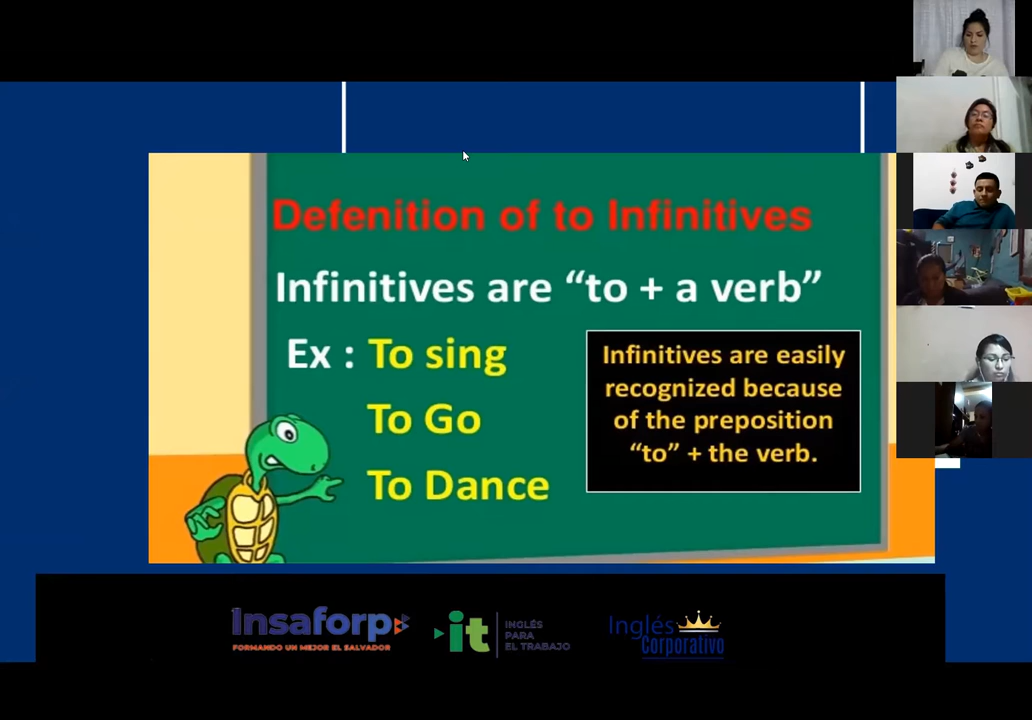 Defenition of to Infinitives
Infinitives are “to + a verb”
Ex : To sing
To Go
To Dance
Infinitives are easily
recognized because
of the preposition
“to” + the verb.
Insaforp
FORMANDO UN MEJOR EL SALVADOR
it
INGLÉS
PARA
EL TRABAJO
Inglés
Corporativo